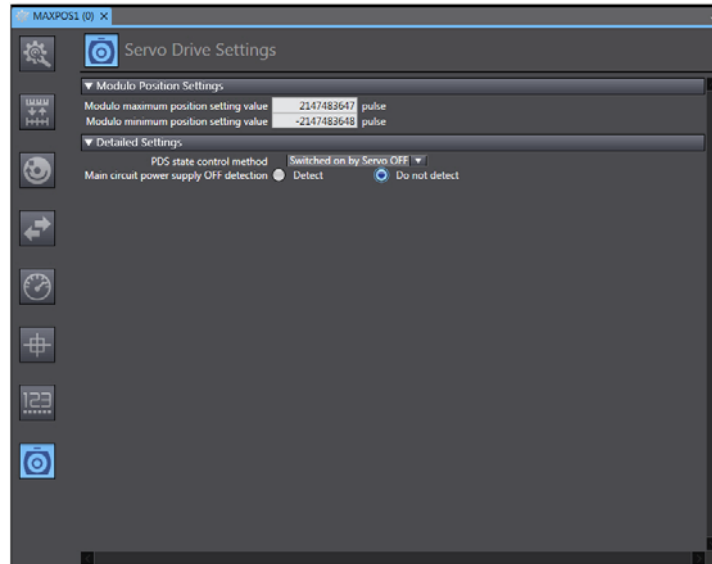 MAXPOS1 (0) ×
Servo Drive Settings
▼ Modulo Position Settings
Modulo maximum position setting value 2147483647 pulse
Modulo minimum position setting value -2147483648 pulse
▼ Detailed Settings
PDS state control method Switched on by Servo OFF ▼
Main circuit power supply OFF detection Detect Do not detect
123